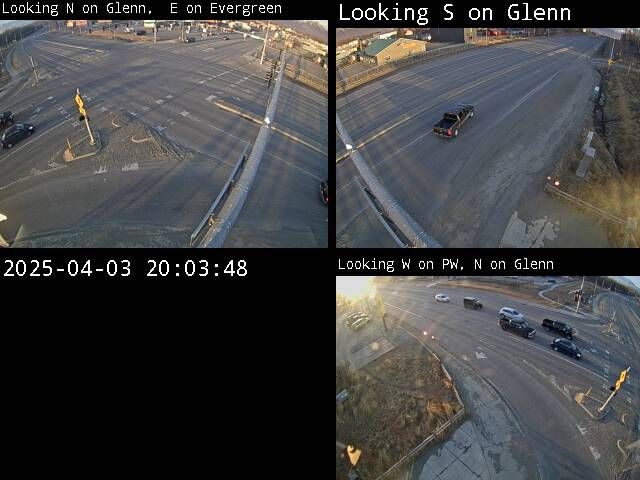 Looking N on Glenn,  E on Evergreen
Looking S on Glenn
2025-04-03 20:03:48
Looking W on PW, N on Glenn